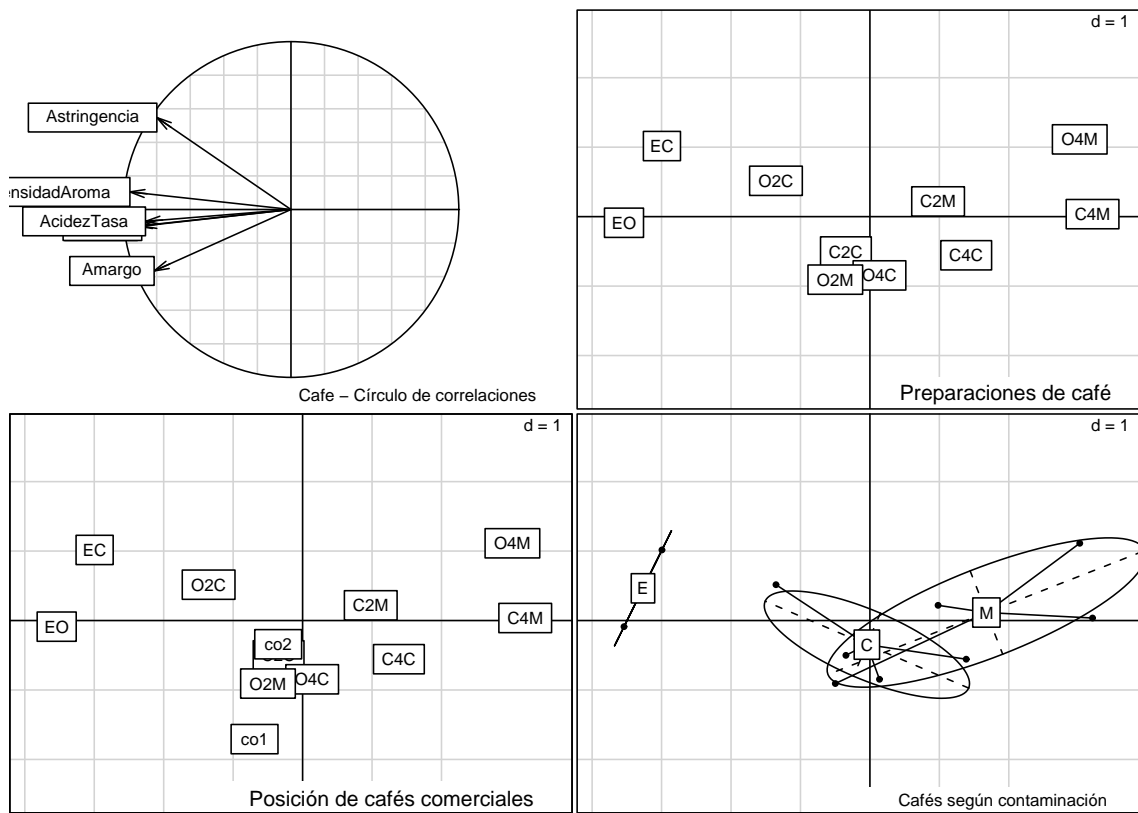 Astringencia
ensidadAroma
AcidezTasa
Amargo
Cafe – Círculo de correlaciones
d = 1
EC
O4M
O2C
C2M
C4M
EO
C2C
C4C
O2M
O4C
Preparaciones de café
d = 1
EC
O4M
O2C
C2M
C4M
EO
co2
C4C
O2M
O4C
co1
Posición de cafés comerciales
d = 1
E
M
C
Cafés según contaminación